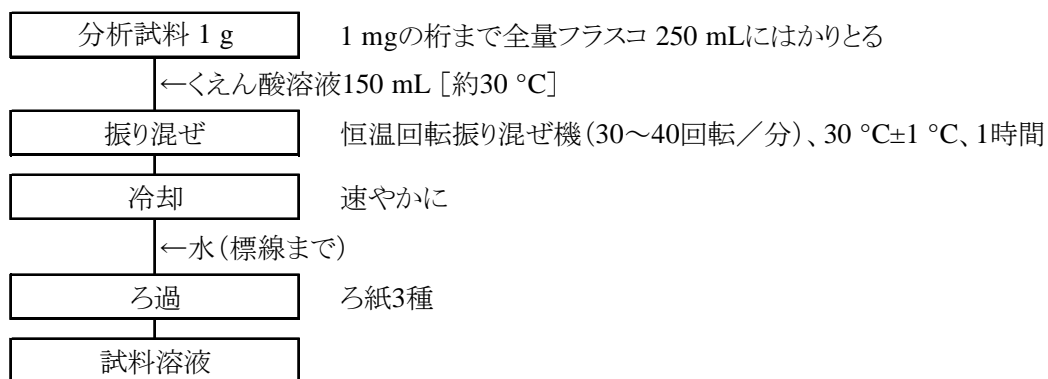 分析試料 1 g 1 mgの桁まで全量フラスコ 250 mLにはかりとる
←くえん酸溶液150 mL [約30 °C]
振り混ぜ 恒温回転振り混ぜ機(30~40回転/分)、30 °C±1 °C、1時間
冷却 速やかに
←水(標線まで)
ろ過 ろ紙3種
試料溶液